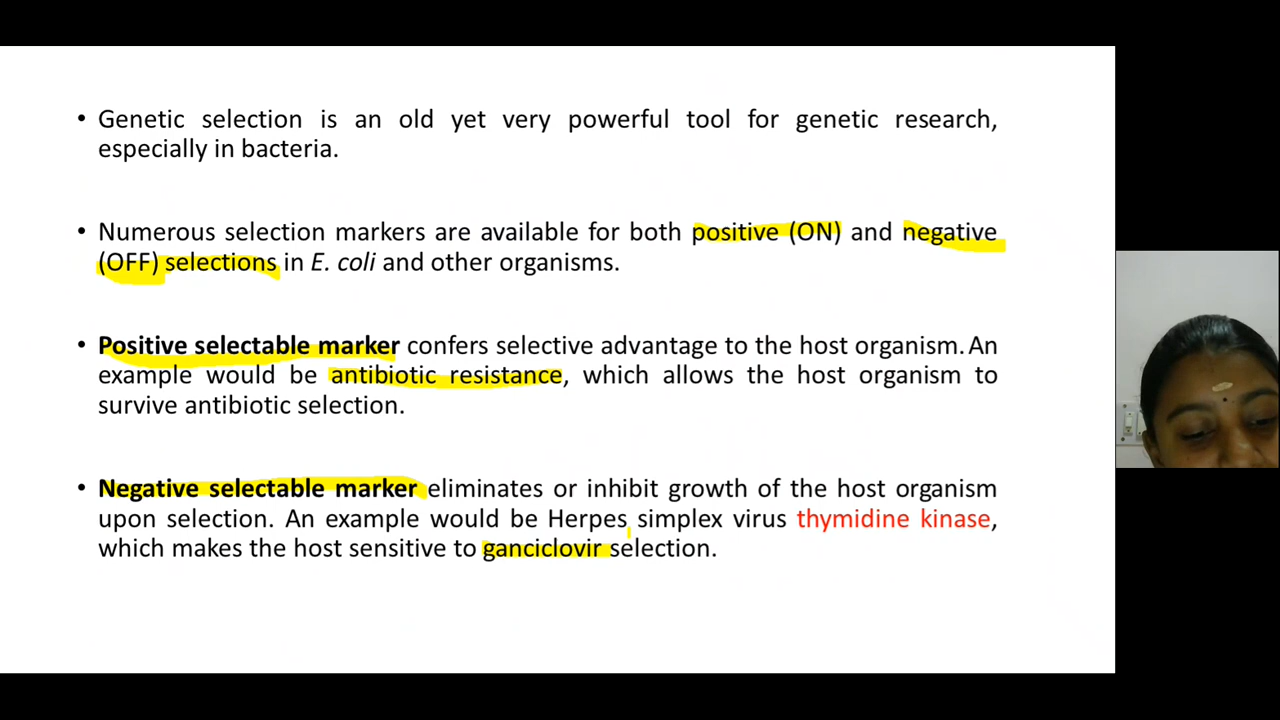 • Genetic selection is an old yet very powerful tool for genetic research,
especially in bacteria.
• Numerous selection markers are available for both positive (ON) and negative
(OFF) selections in E. coli and other organisms.
• Positive selectable marker confers selective advantage to the host organism. An
example would be antibiotic resistance, which allows the host organism to
survive antibiotic selection.
• Negative selectable marker eliminates or inhibit growth of the host organism
upon selection. An example would be Herpes simplex virus thymidine kinase,
which makes the host sensitive to ganciclovir selection.